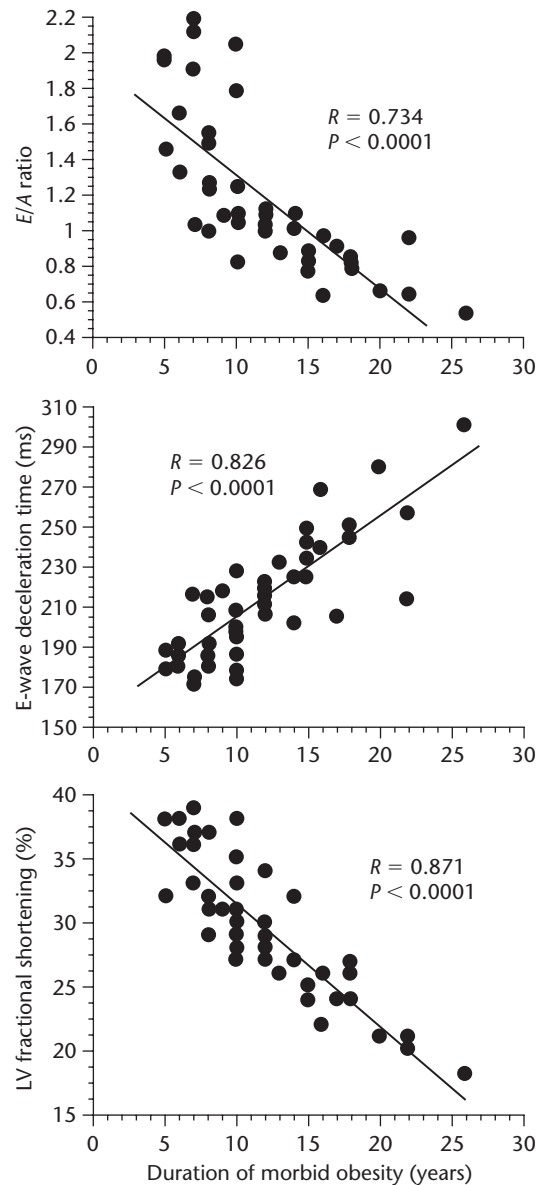 2.2
2
1.8
1.6
1.4
1.2
1
0.8
0.6
0.4
E/A ratio
R = 0.734
P < 0.0001
0 5 10 15 20 25 30
310
290
270
250
230
210
190
170
150
E-wave deceleration time (ms)
R = 0.826
P < 0.0001
0 5 10 15 20 25 30
40
35
30
25
20
15
LV fractional shortening (%)
R = 0.871
P < 0.0001
0 5 10 15 20 25 30
Duration of morbid obesity (years)